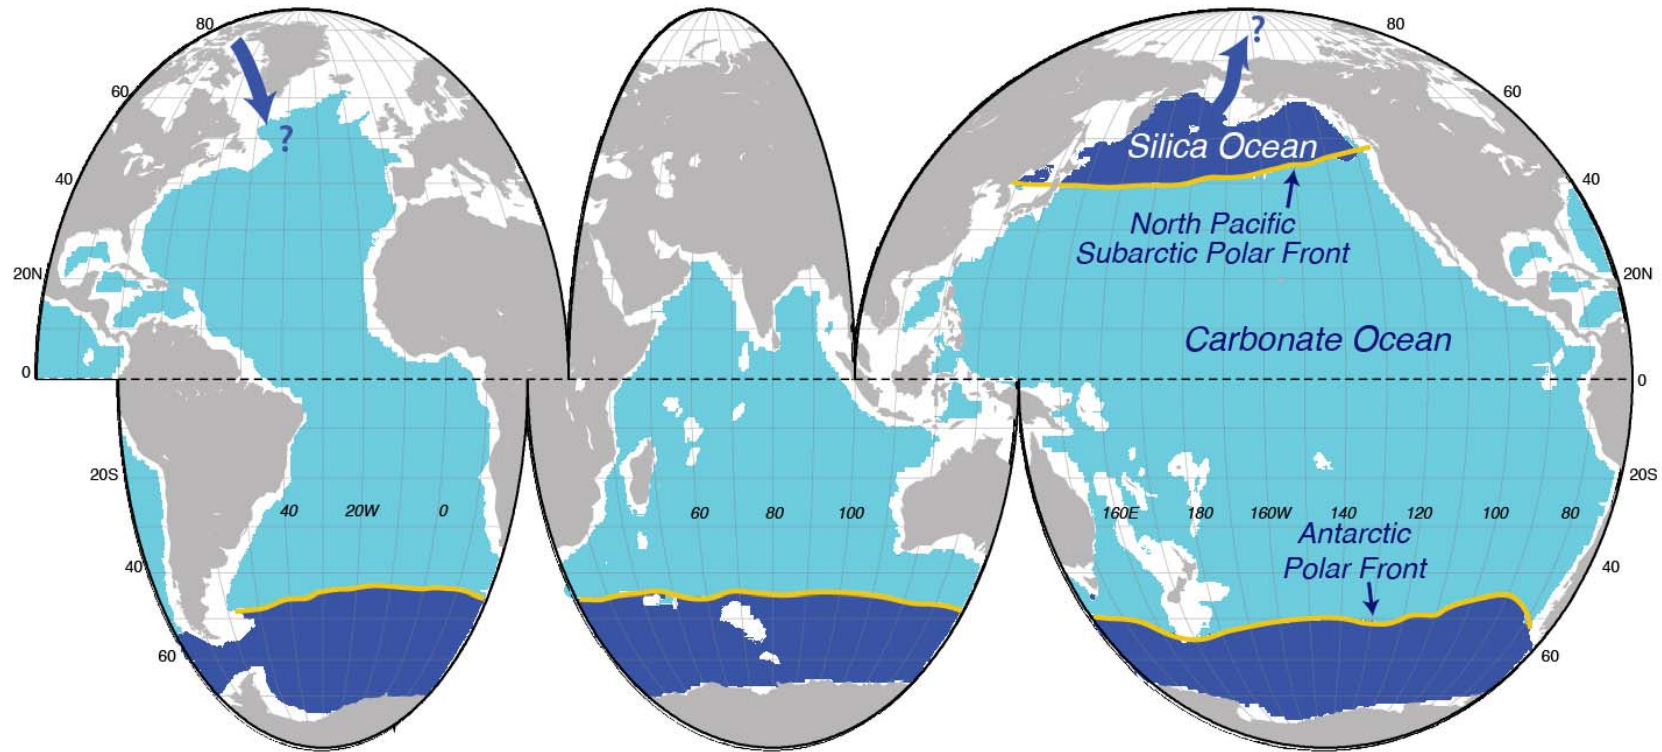 80
?
80
60
60
?
Silica Ocean
40
40
North Pacific
Subarctic Polar Front
20N
20N
Carbonate Ocean
0
0
20S
20S
40
20W
0
60
80
100
160E
180
160W
140
120
100
80
Antarctic
Polar Front
40
40
60
60